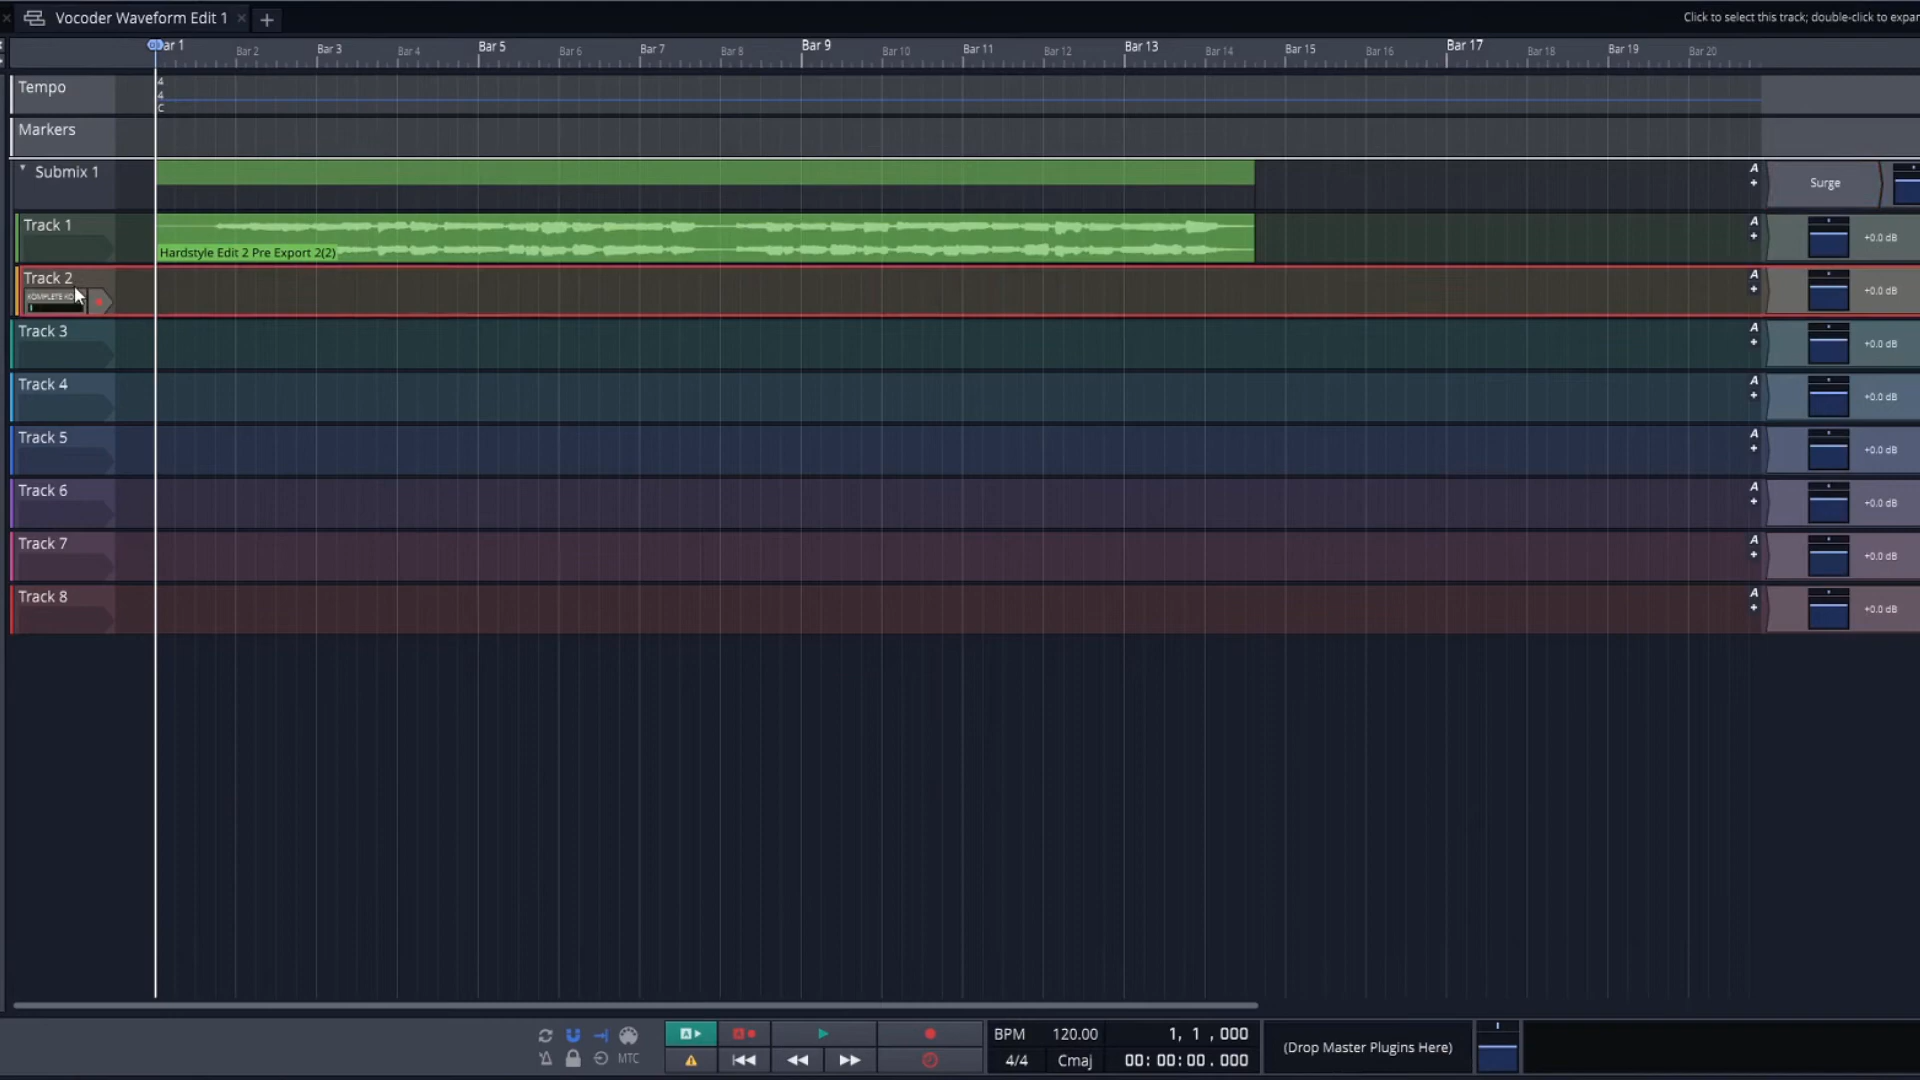 Vocoder Waveform Edit 1
Click to select this track; double-click to expan
Bar 1 Bar 2 Bar 3 Bar 4 Bar 5 Bar 6 Bar 7 Bar 8 Bar 9 Bar 10 Bar 11 Bar 12 Bar 13 Bar 14 Bar 15 Bar 16 Bar 17 Bar 18 Bar 19 Bar 20
Tempo
4
4
C
Markers
Submix 1
A
Surge
Track 1
Hardstyle Edit 2 Pre Export 2(2)
A
+0.0 dB
Track 2
KOMPLETE KO
A
+0.0 dB
Track 3
A
+0.0 dB
Track 4
A
+0.0 dB
Track 5
A
+0.0 dB
Track 6
A
+0.0 dB
Track 7
A
+0.0 dB
Track 8
A
+0.0 dB
A A
BPM 120.00 1, 1 ,000
(Drop Master Plugins Here)
MTC
4/4 Cmaj 00: 00: 00 .000